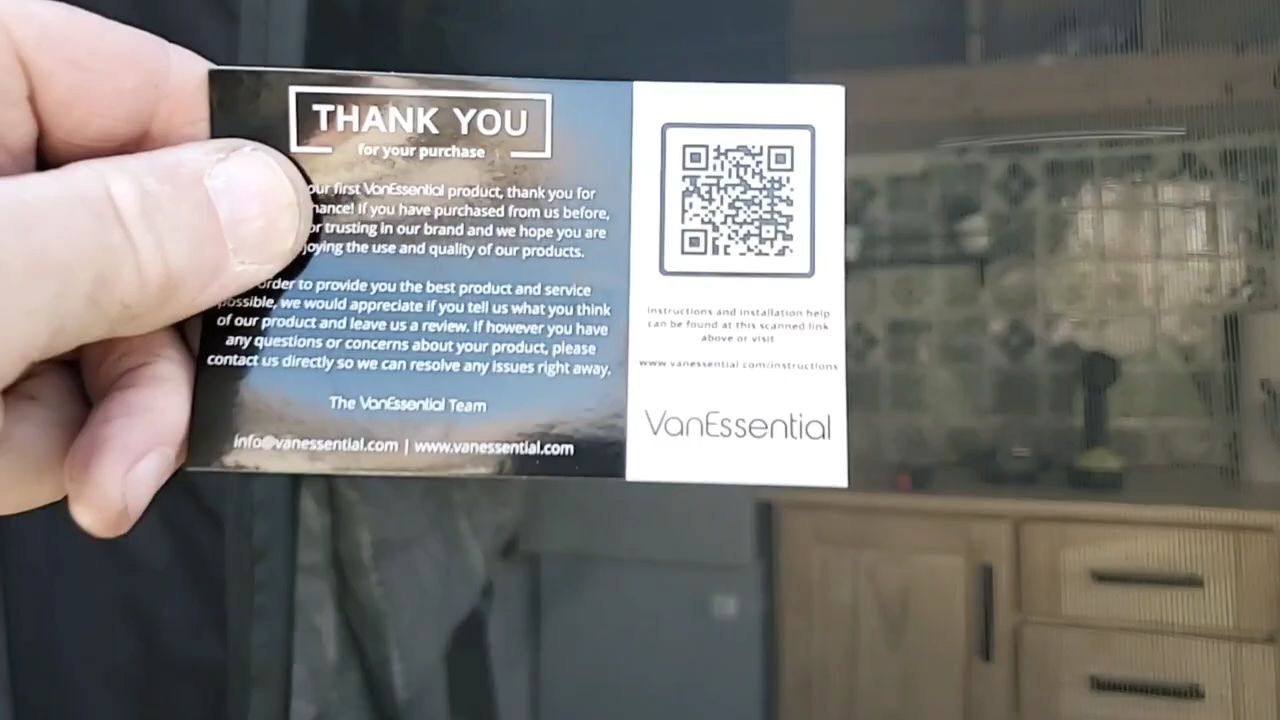 THANK YOU
for your purchase
our first VanEssential product, thank you for
If you have purchased from us before,
trusting in our brand and we hope you are
the use and quality of our products.
order to provide you the best product and service
possible, we would appreciate if you tell us what you think
of our product and leave us a review. If however you have
any questions or concerns about your product, please
contact us directly so we can resolve any issues right away.
The VanEssential Team
info@vanessential.com | www.vanessential.com
Instructions and installation help
can be found at this scanned link
above or visit
www.vanessential.com/instructions
VanEssential